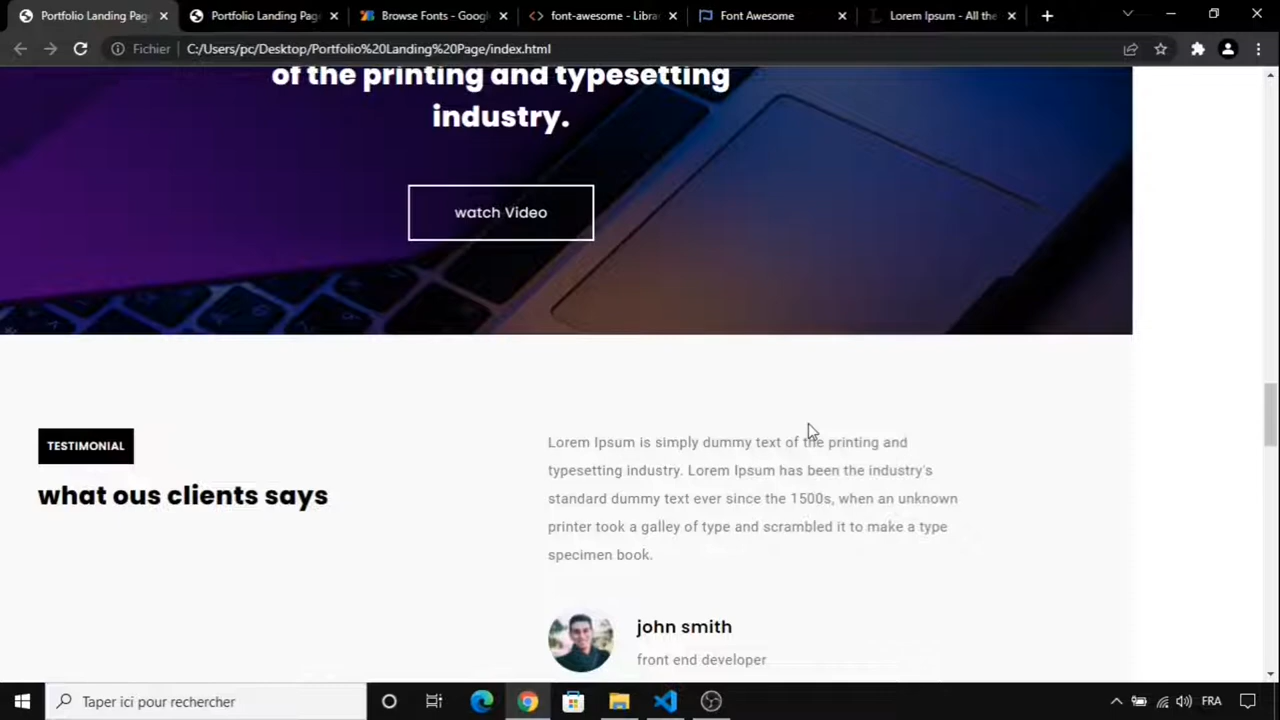 Portfolio Landing Pag
Portfolio Landing Page
Browse Fonts - Googl
font-awesome - Librar
Font Awesome
Lorem Ipsum - All the
Fichier
C:/Users/pc/Desktop/Portfolio%20Landing%20Page/index.html
of the printing and typesetting
industry.
watch Video
TESTIMONIAL
what ous clients says
Lorem Ipsum is simply dummy text of the printing and
typesetting industry. Lorem Ipsum has been the industry's
standard dummy text ever since the 1500s, when an unknown
printer took a galley of type and scrambled it to make a type
specimen book.
john smith
front end developer
Taper ici pour rechercher
FRA